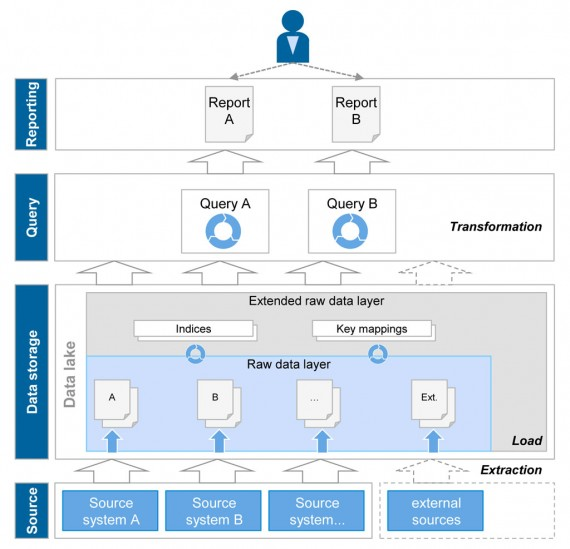 Reporting
Report
A
Report
B
Query
Query A
Query B
Transformation
Data storage
Data lake
Extended raw data layer
Indices
Key mappings
Raw data layer
A
B
...
Ext.
Load
Extraction
Source
Source
system A
Source
system B
Source
system...
external
sources